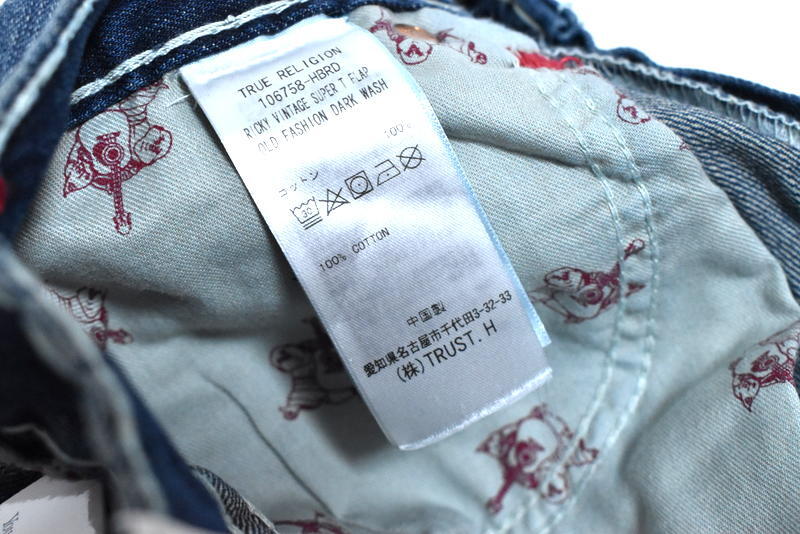 TRUE RELIGION
106758-HBRD
RICKY VINTAGE SUPER T FLAP
OLD FASHION DARK WASH
100%
コットン
30
100% COTTON
中国製
愛知県名古屋市千代田3-32-33
(株)TRUST.H